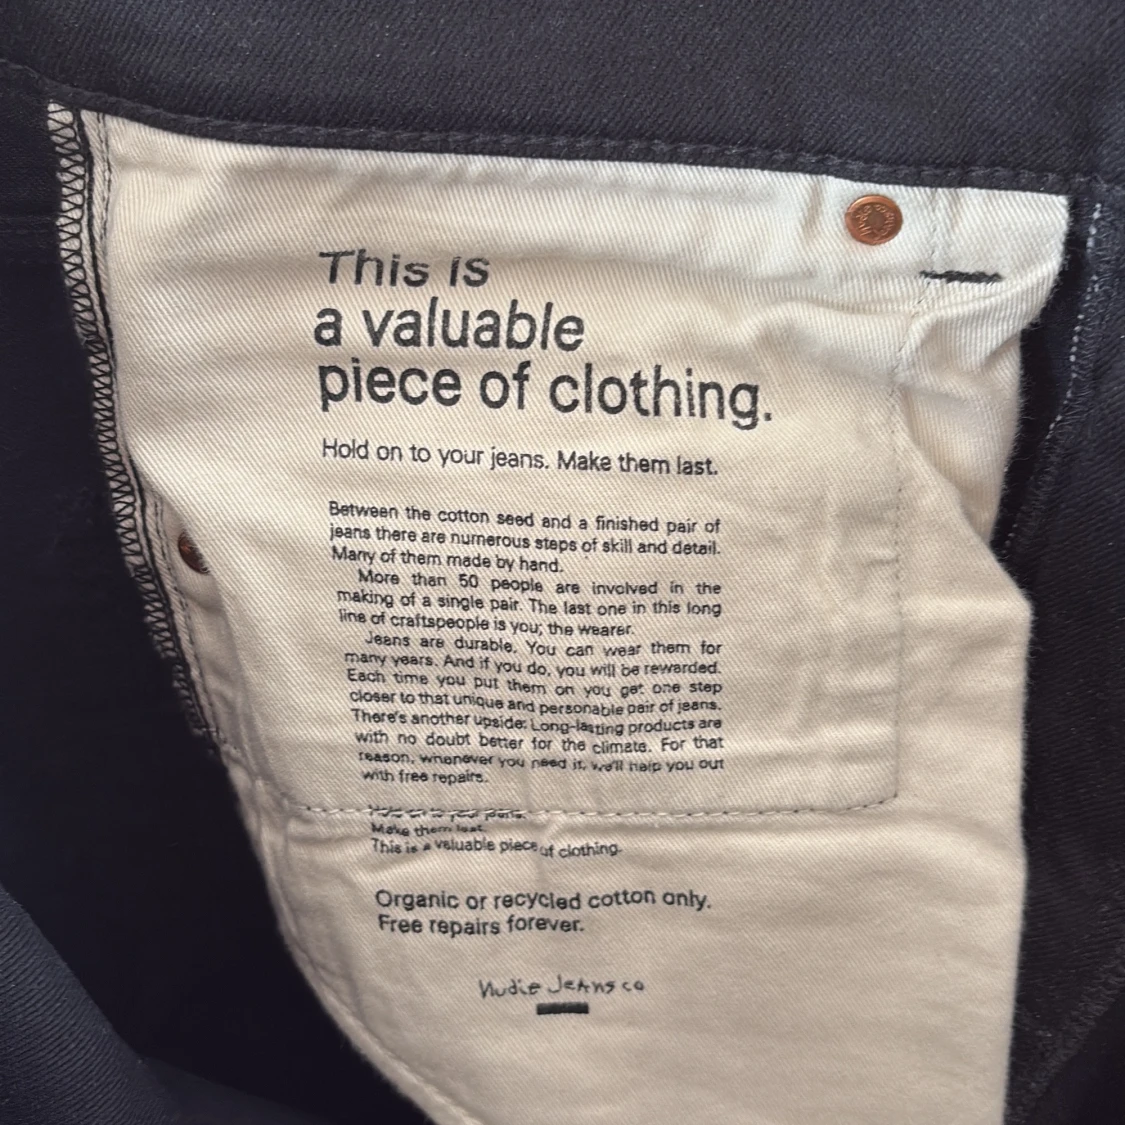 This is
a valuable
piece of clothing.
Hold on to your jeans. Make them last.
Between the cotton seed and a finished pair of
jeans there are numerous steps of skill and detail.
Many of them made by hand.
More than 50 people are involved in the
making of a single pair. The last one in this long
line of craftspeople is you; the wearer.
Jeans are durable. You can wear them for
many years. And if you do, you will be rewarded.
Each time you put them on you get one step
closer to that unique and personable pair of jeans.
There's another upside: Long-lasting products are
with no doubt better for the climate. For that
reason, whenever you need it, we'll help you out
with free repairs.
Hold on to your jeans.
Make them last.
This is a valuable piece of clothing.
Organic or recycled cotton only.
Free repairs forever.
Nudie Jeans co